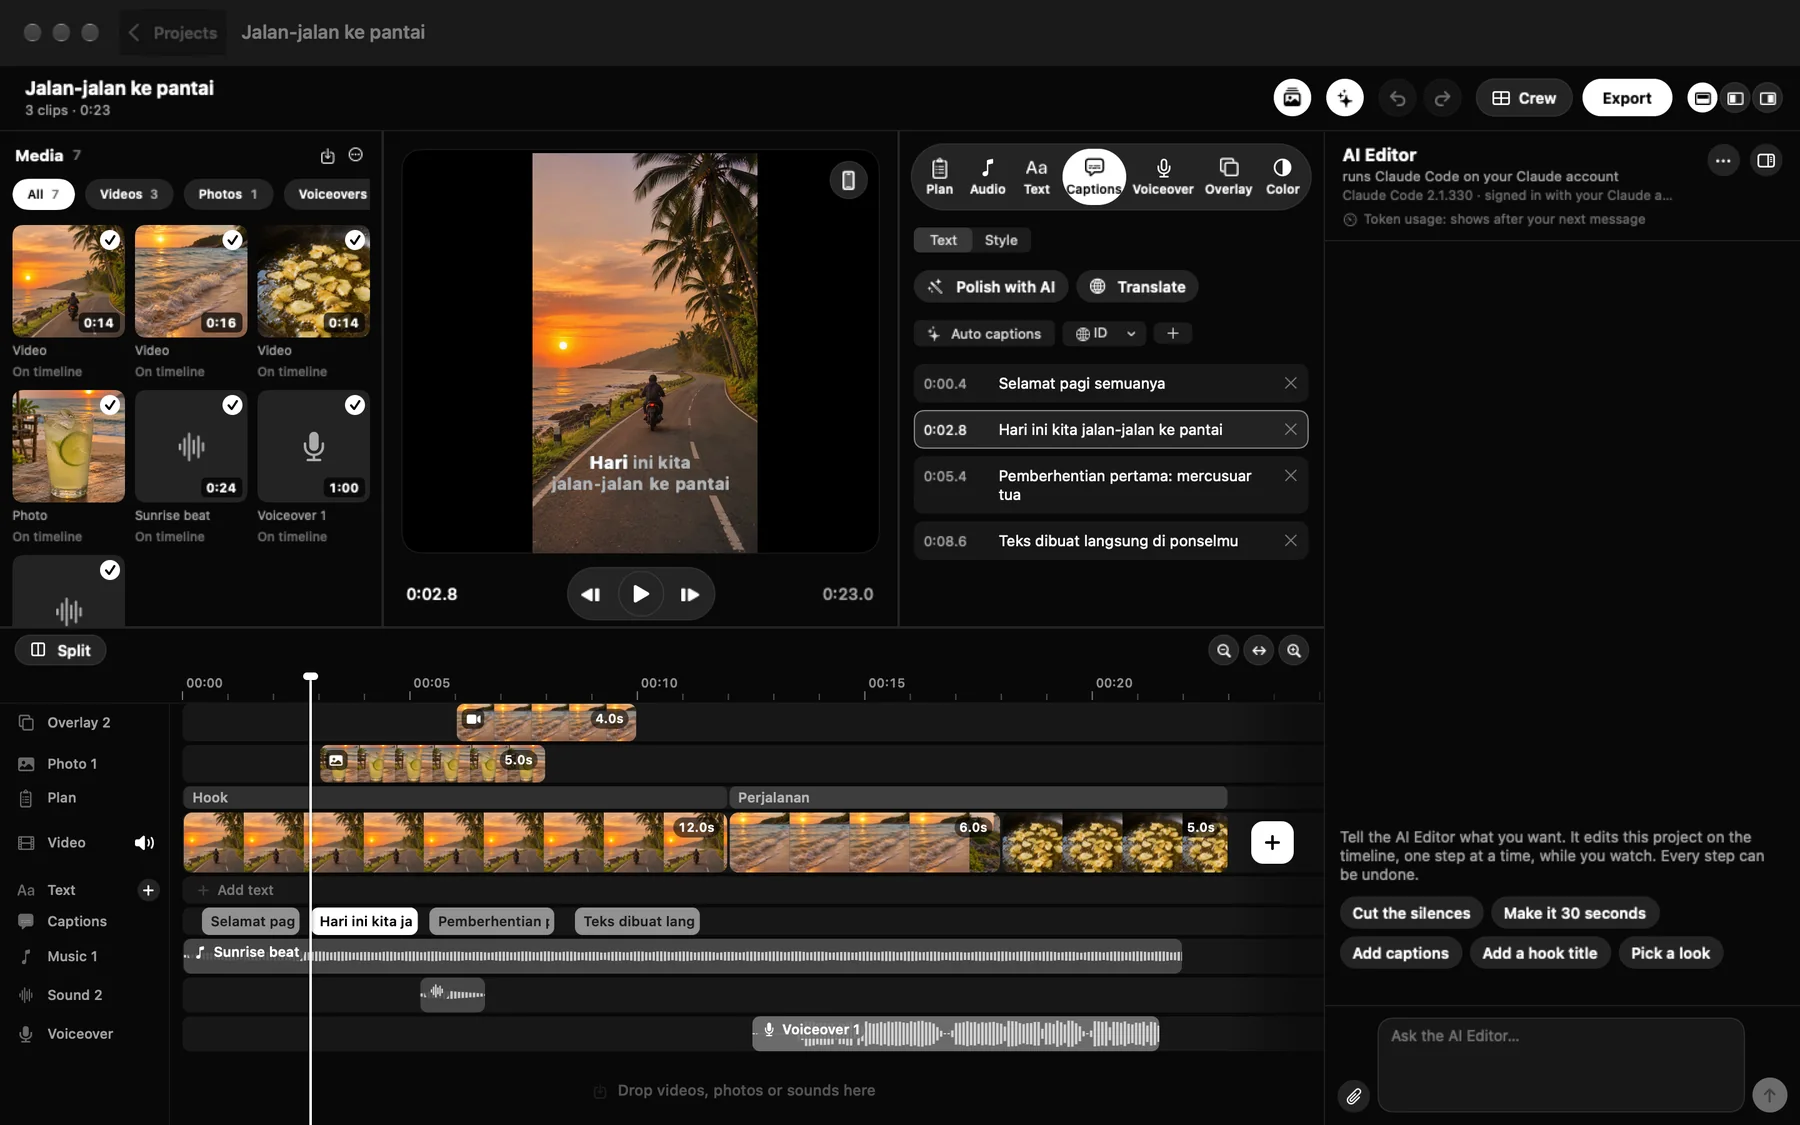 Projects
Jalan-jalan ke pantai
Jalan-jalan ke pantai
3 clips · 0:23
Crew
Export
Media 7
All 7
Videos 3
Photos 1
Voiceovers
0:14
0:16
0:14
Video
Video
Video
On timeline
On timeline
On timeline
0:24
1:00
Photo
Sunrise beat
Voiceover 1
On timeline
On timeline
On timeline
Hari ini kita
jalan-jalan ke pantai
0:02.8
0:23.0
Plan
Audio
Aa
Text
Captions
Voiceover
Overlay
Color
Text
Style
Polish with AI
Translate
Auto captions
ID
0:00.4 Selamat pagi semuanya
0:02.8 Hari ini kita jalan-jalan ke pantai
0:05.4 Pemberhentian pertama: mercusuar
tua
0:08.6 Teks dibuat langsung di ponselmu
AI Editor
runs Claude Code on your Claude account
Claude Code 2.1.330 · signed in with your Claude a...
Token usage: shows after your next message
Split
00:00
00:05
00:10
00:15
00:20
Overlay 2
4.0s
Photo 1
5.0s
Plan
Hook
Perjalanan
Video
12.0s
6.0s
5.0s
Aa Text
Add text
Captions
Selamat pag
Hari ini kita ja
Pemberhentian p
Teks dibuat lang
Music 1
Sunrise beat
Sound 2
Voiceover
Voiceover 1
Drop videos, photos or sounds here
Tell the AI Editor what you want. It edits this project on the
timeline, one step at a time, while you watch. Every step can
be undone.
Cut the silences
Make it 30 seconds
Add captions
Add a hook title
Pick a look
Ask the AI Editor...